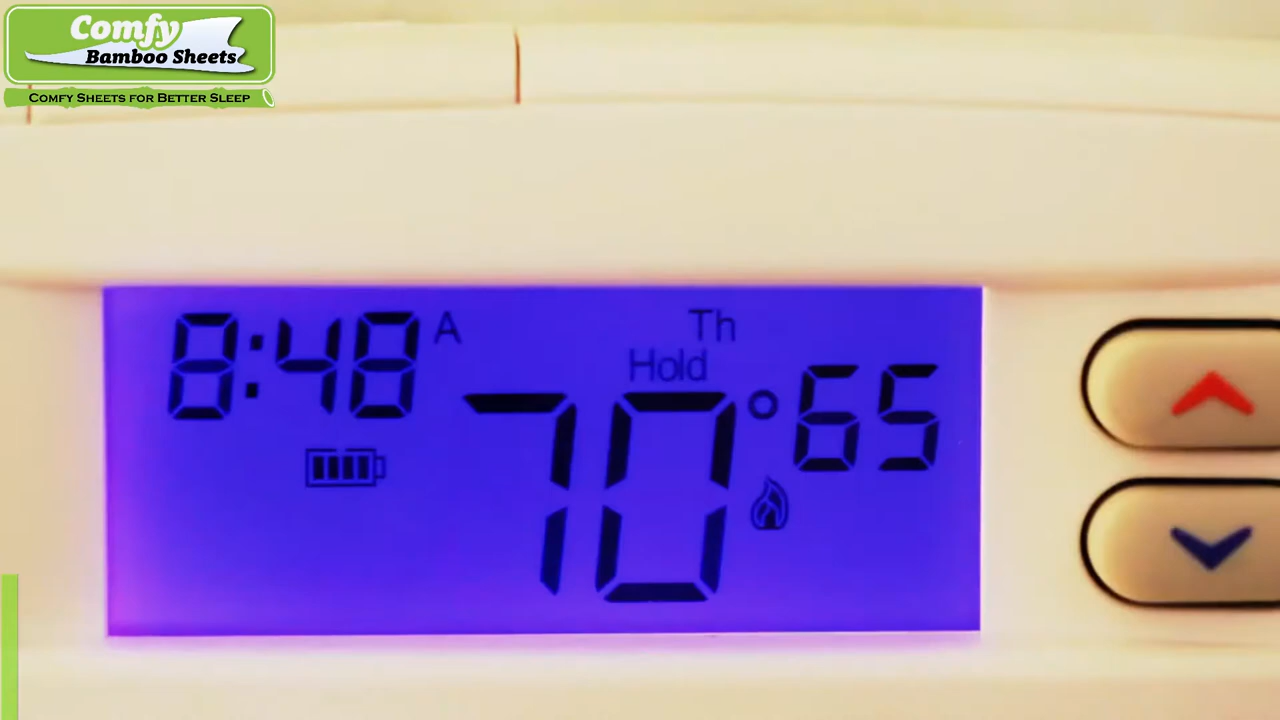 Comfy
Bamboo Sheets
COMFY SHEETS FOR BETTER SLEEP
8:48 A
Th
Hold
70° 65